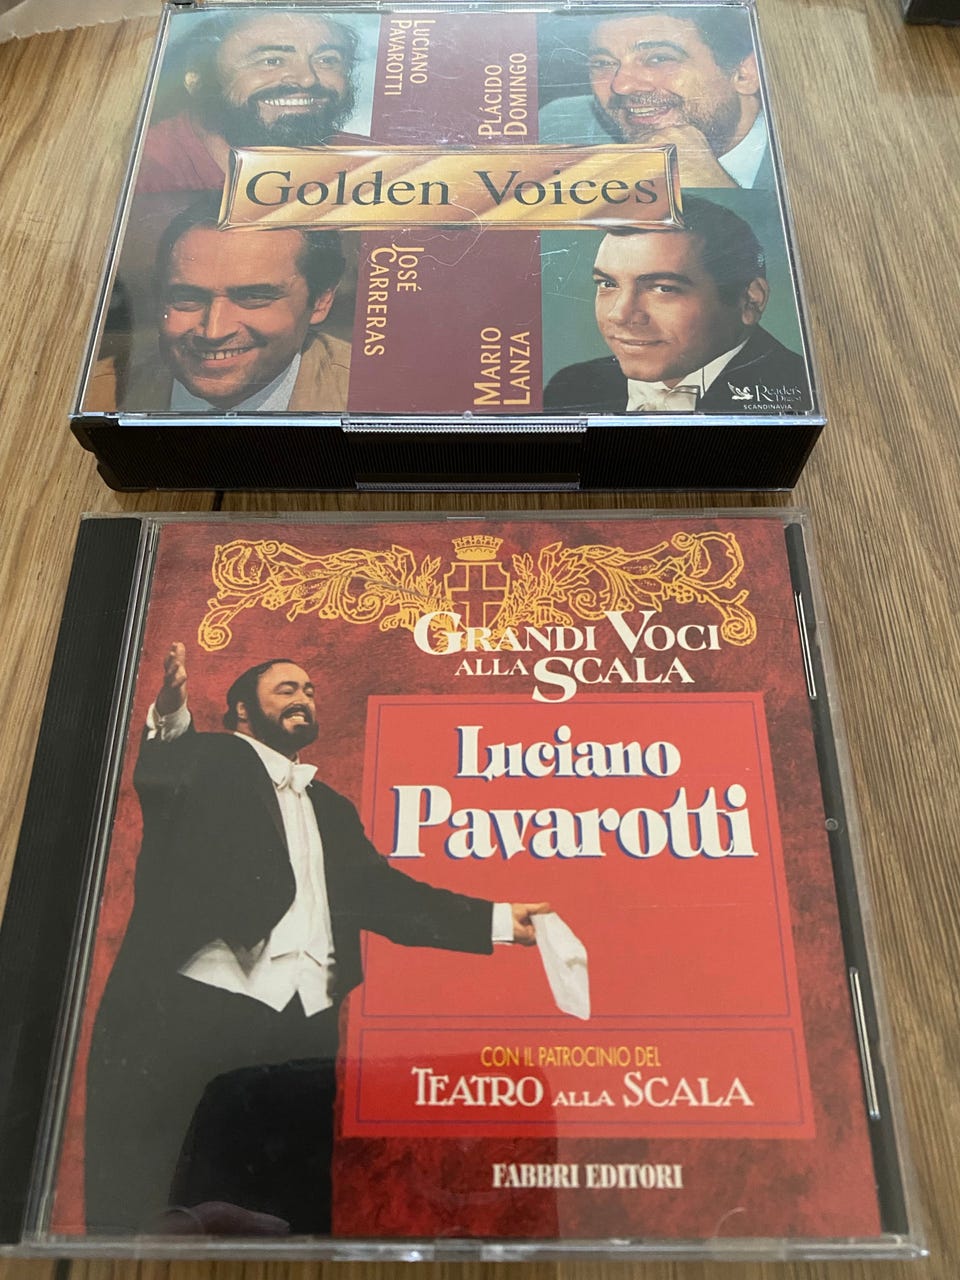 LUCIANO
PAVAROTTI
PLÁCIDO
DOMINGO
Golden Voices
JOSÉ
CARRERAS
MARIO
LANZA
Reader's
Digest
SCANDINAVIA
GRANDI VOCI
ALLA SCALA
Luciano
Pavarotti
CON IL PATROCINIO DEL
TEATRO ALLA SCALA
FABBRI EDITORI